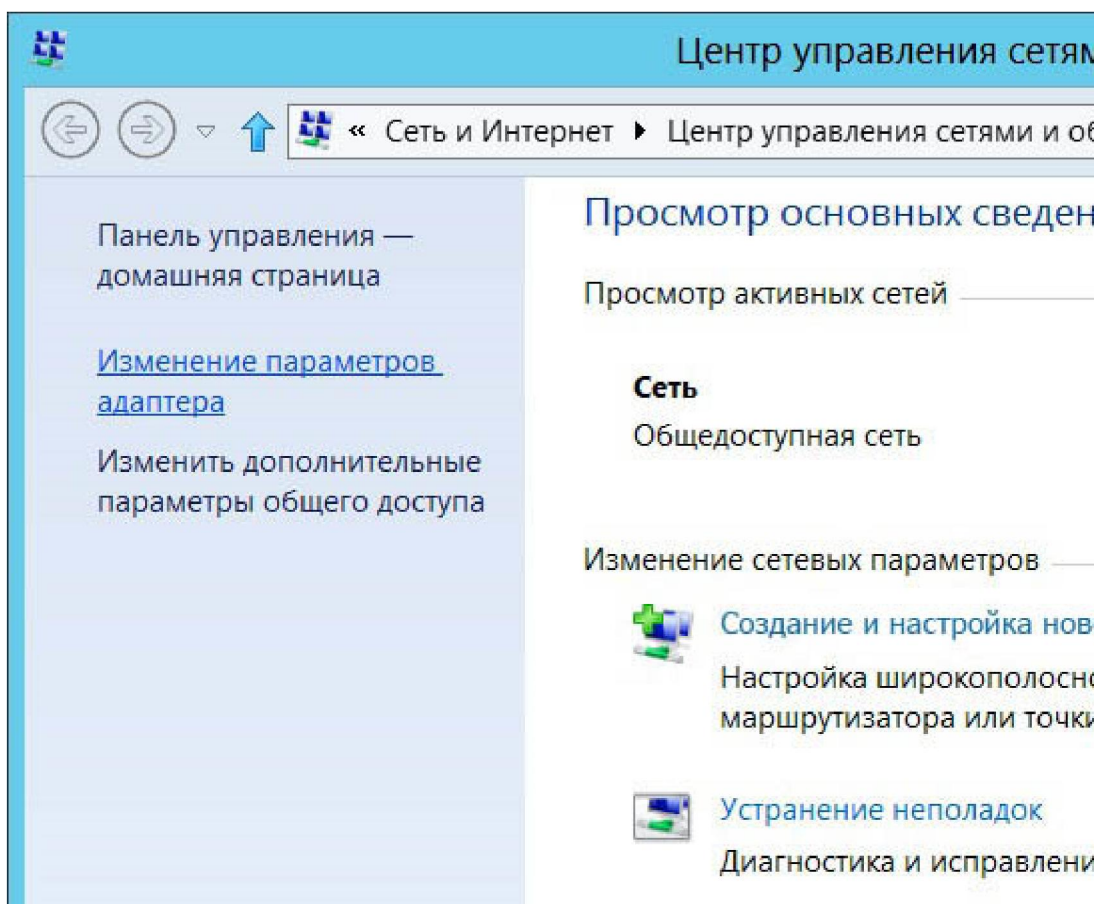 Центр управления сетям
« Сеть и Интернет ▸ Центр управления сетями и об
Панель управления —
домашняя страница
Изменение параметров
адаптера
Изменить дополнительные
параметры общего доступа
Просмотр основных сведен
Просмотр активных сетей
Сеть
Общедоступная сеть
Изменение сетевых параметров
Создание и настройка нов
Настройка широкополосно
маршрутизатора или точки
Устранение неполадок
Диагностика и исправлени